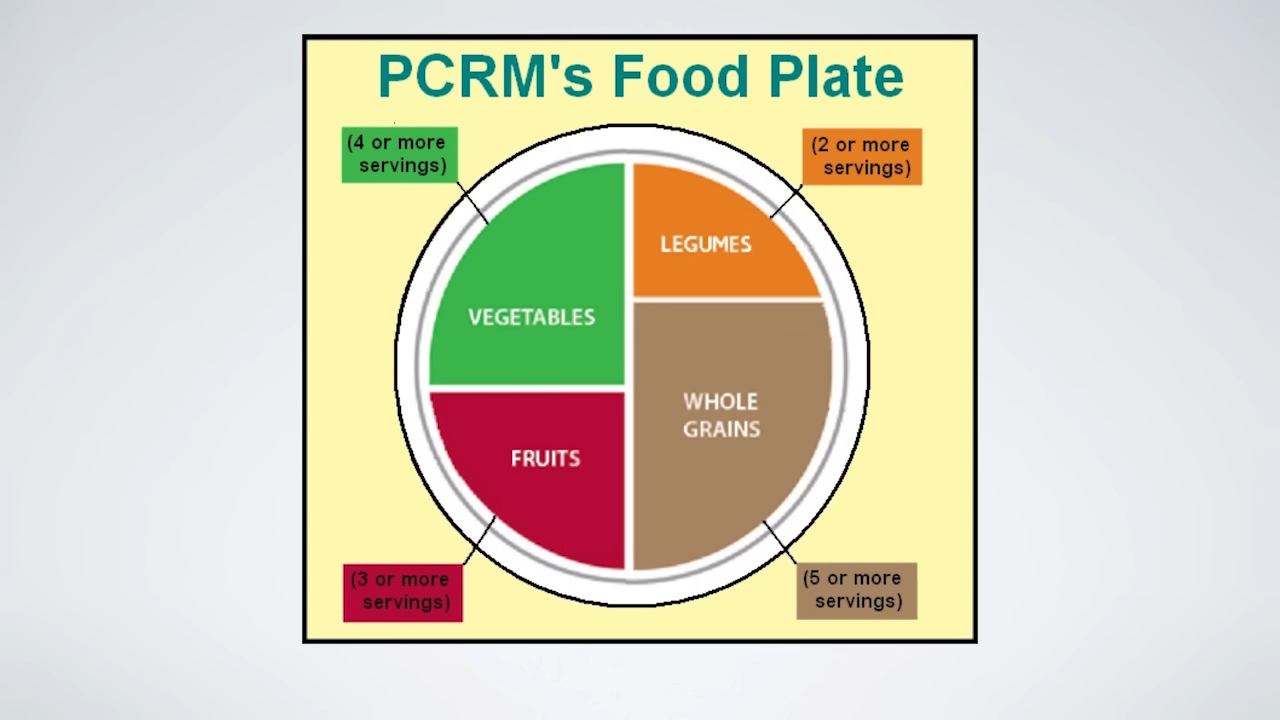 PCRM's Food Plate
(4 or more
servings)
(2 or more
servings)
LEGUMES
VEGETABLES
WHOLE
GRAINS
FRUITS
(3 or more
servings)
(5 or more
servings)